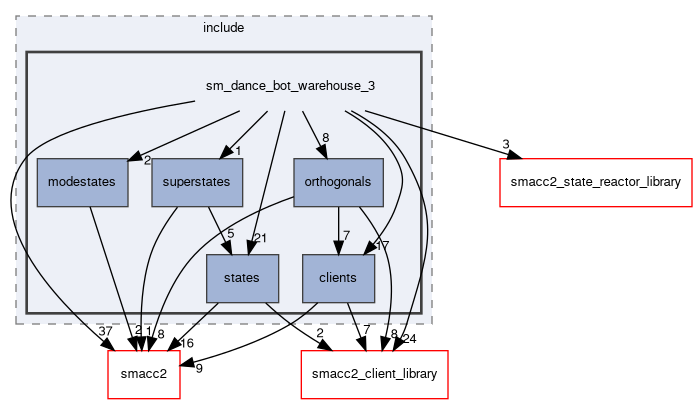 include
sm_dance_bot_warehouse_3
3
8
2
1
modestates
superstates
orthogonals
smacc2_state_reactor_library
5
21
7
17
states
clients
37
2
1
8
16
9
2
7
8
24
smacc2
smacc2_client_library